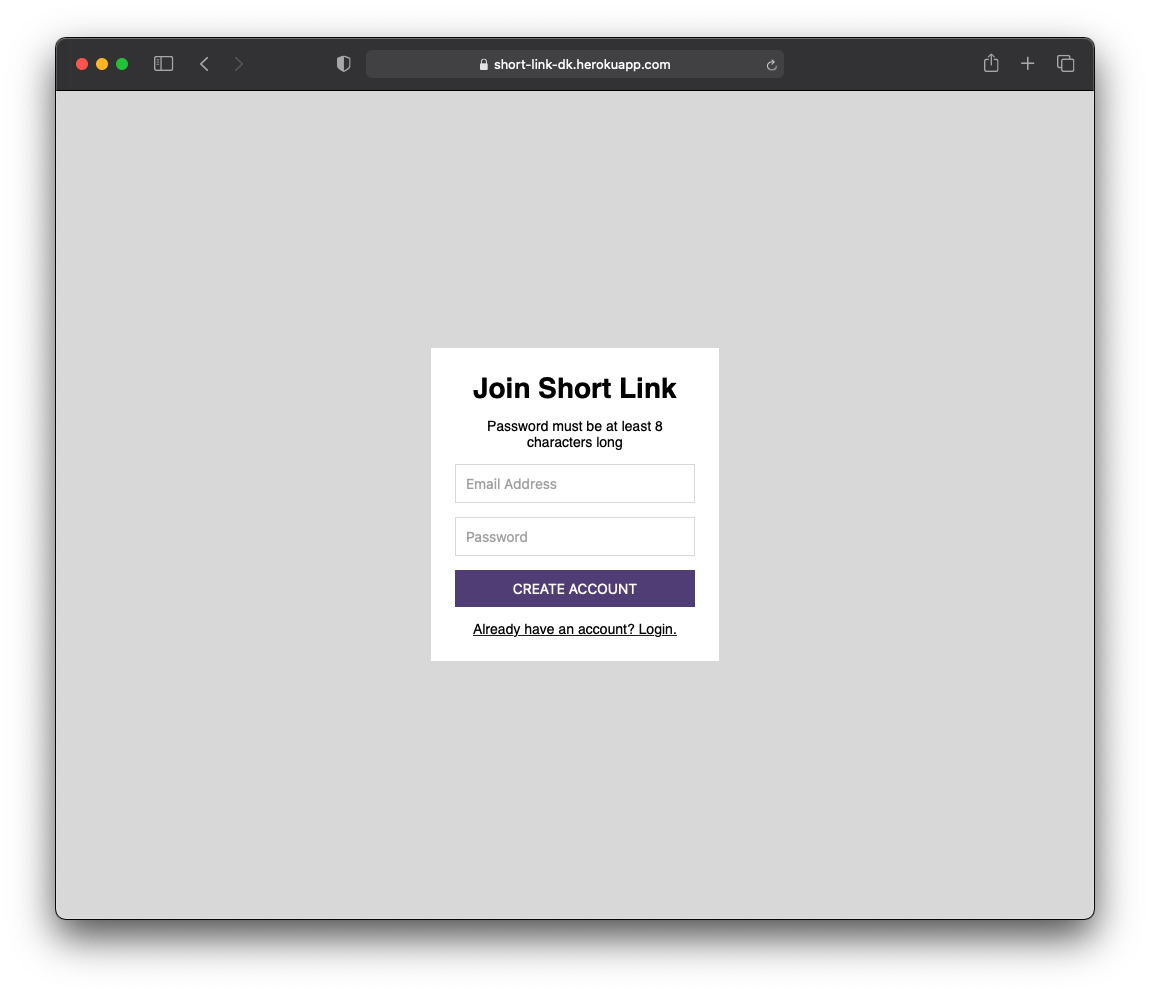 short-link-dk.herokuapp.com
Join Short Link
Password must be at least 8
characters long
Email Address
Password
CREATE ACCOUNT
Already have an account? Login.